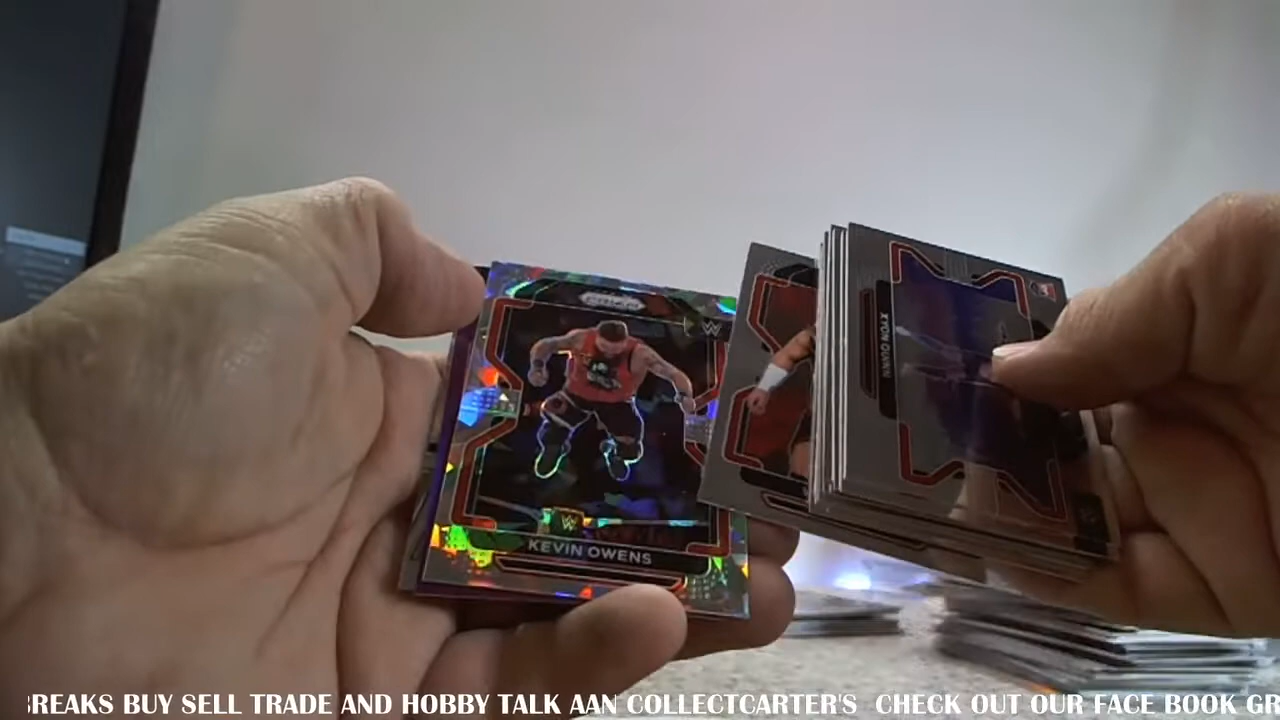 PRIZM
W
XYON QUINN
W
KEVIN OWENS
BREAKS BUY SELL TRADE AND HOBBY TALK AAN COLLECTCARTER'S CHECK OUT OUR FACE BOOK GR